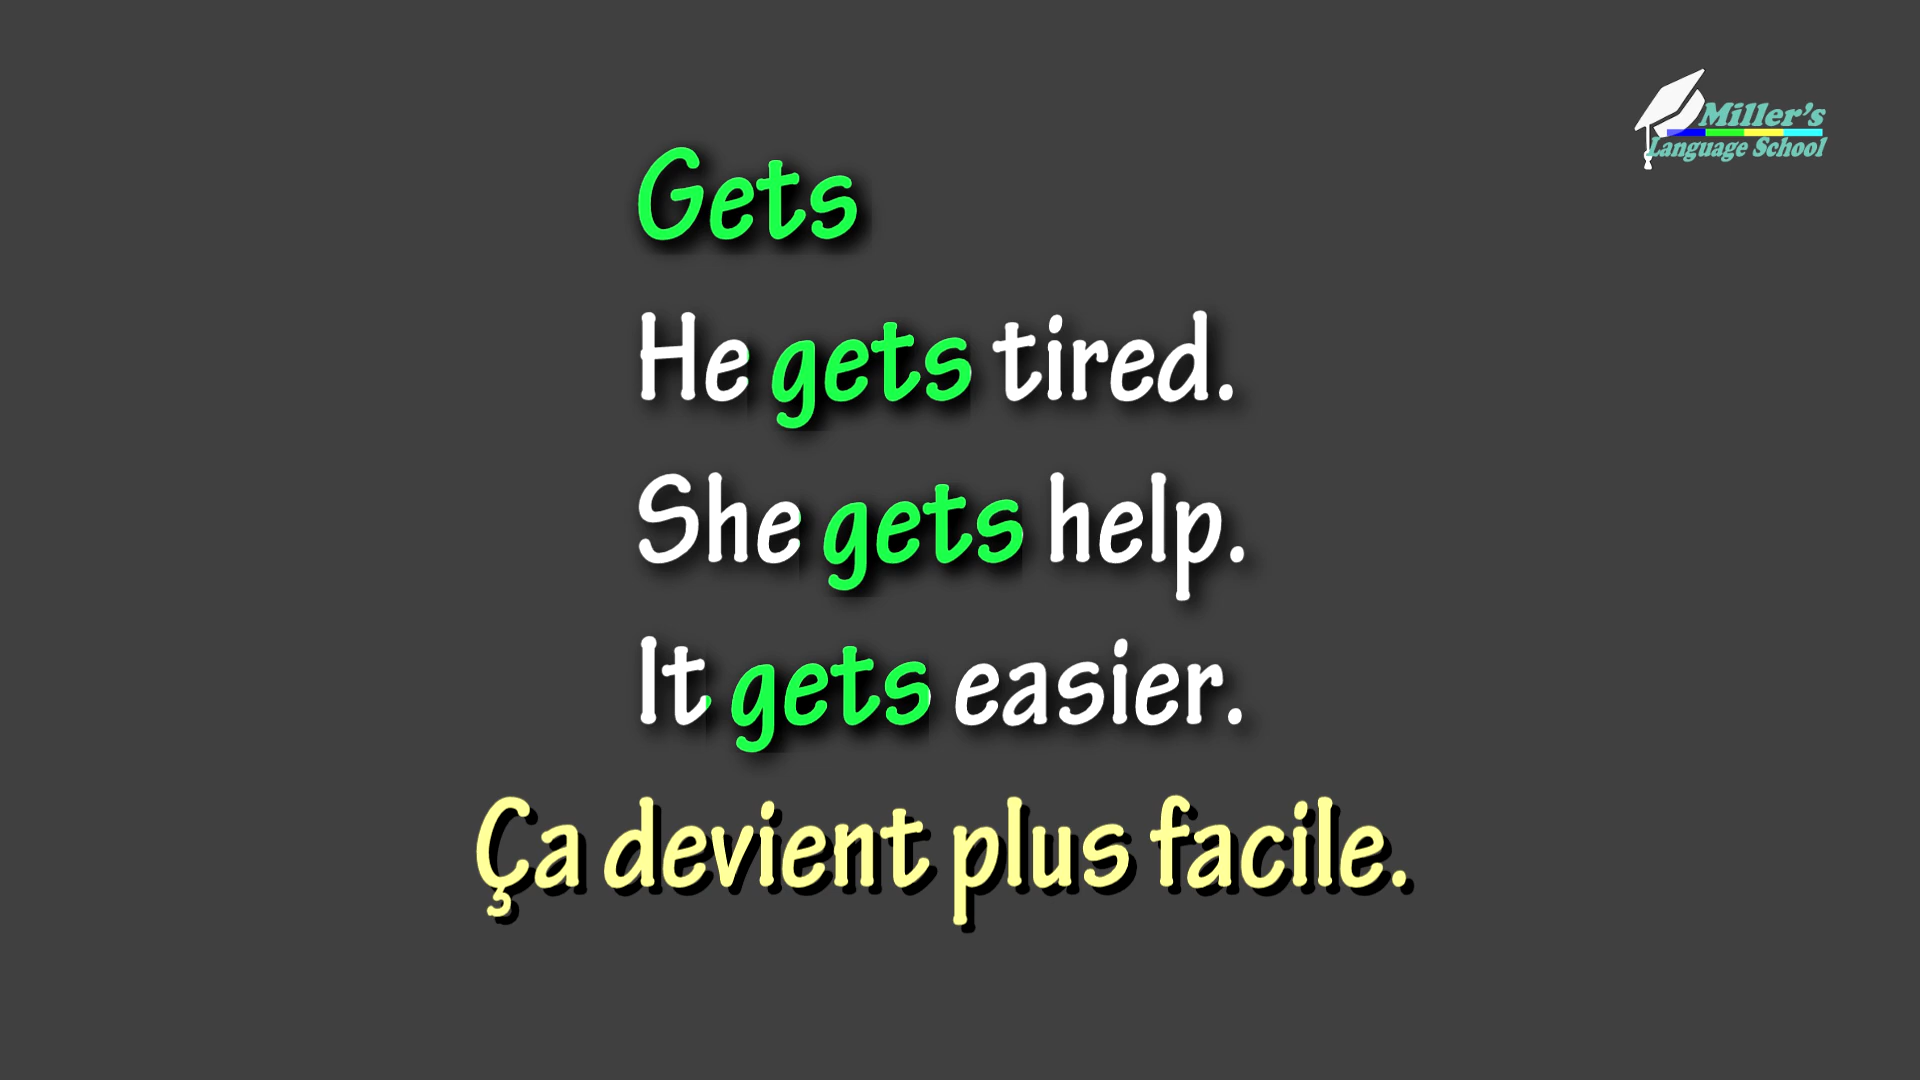 Miller's
Language School
Gets
He gets tired.
She gets help.
It gets easier.
Ça devient plus facile.